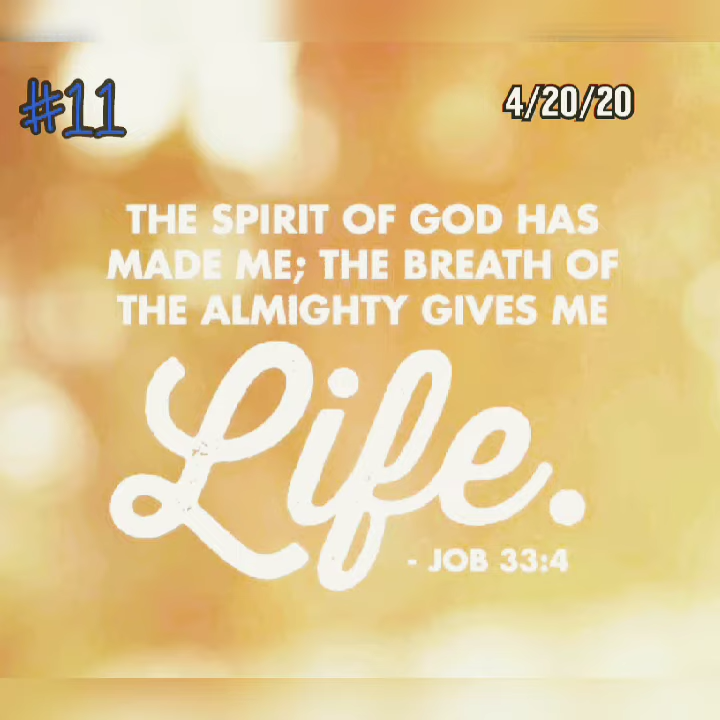 #11
4/20/20
THE SPIRIT OF GOD HAS
MADE ME; THE BREATH OF
THE ALMIGHTY GIVES ME
Life.
- JOB 33:4